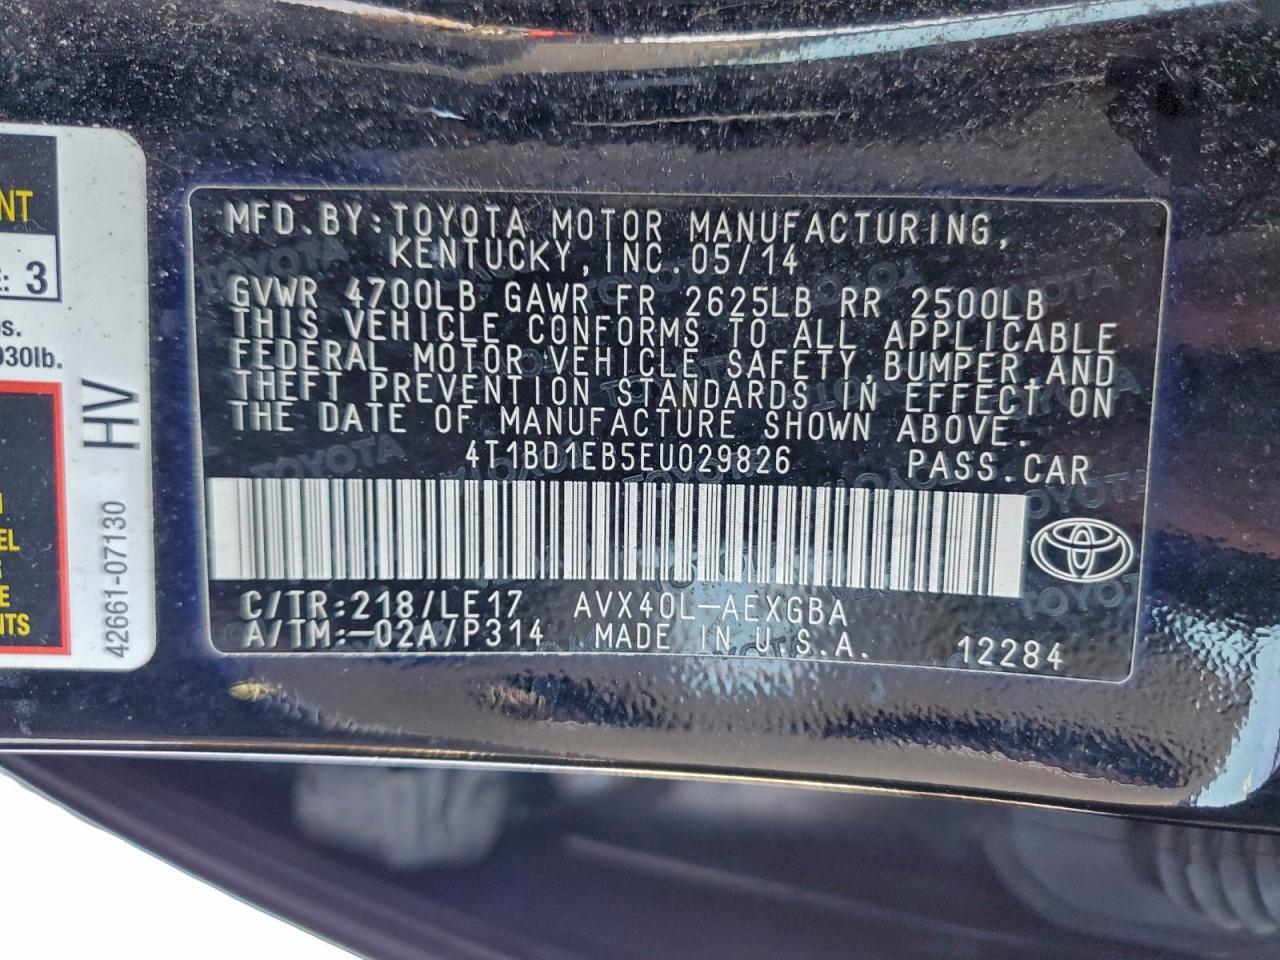 MFD.BY:TOYOTA MOTOR MANUFACTURING,
KENTUCKY,INC.05/14
GVWR 4700LB GAWR FR 2625LB RR 2500LB
THIS VEHICLE CONFORMS TO ALL APPLICABLE
FEDERAL MOTOR VEHICLE SAFETY,BUMPER,AND
THEFT PREVENTION STANDARDS IN EFFECT ON
THE DATE OF MANUFACTURE SHOWN ABOVE.
4T1BD1EB5EU029826 PASS.CAR
C/TR:218/LE17 AVX40L-AEXGBA
A/TM:-02A/P314 MADE IN U.S.A. 12284
NT
: 3
030lb.
HV
42661-07130
EL
E
NTS
TOYOTA